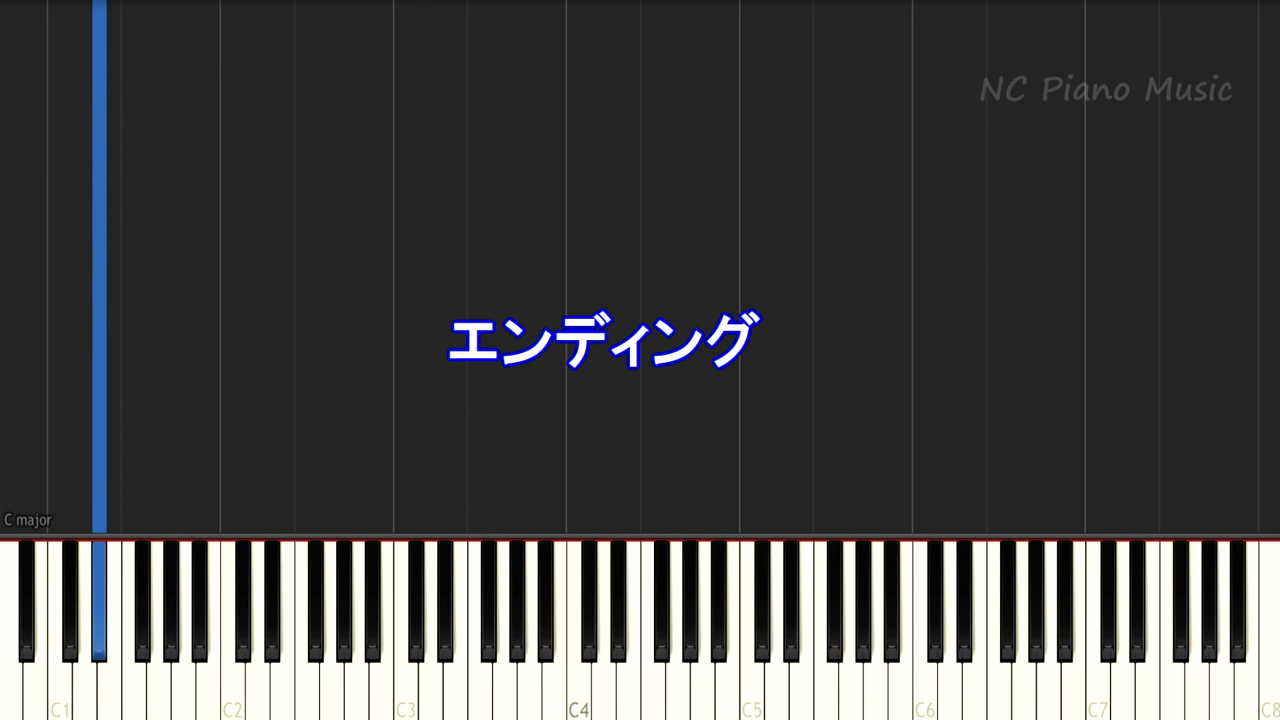 NC Piano Music
エンディング
C major
C1 C2 C3 C4 C5 C6 C7 C8